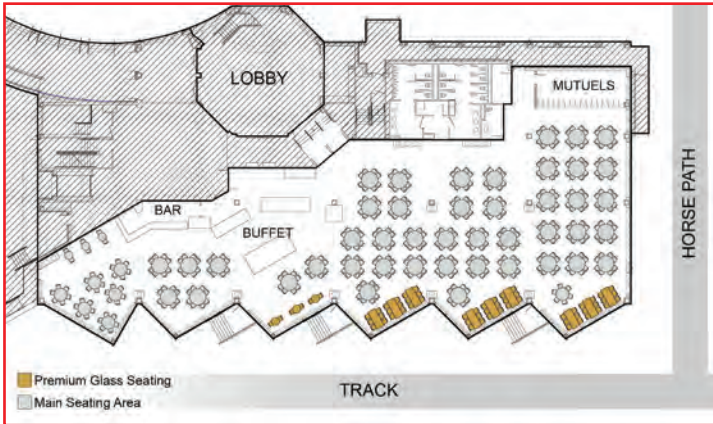 LOBBY
MUTUELS
HORSE PATH
BAR
BUFFET
Premium Glass Seating
Main Seating Area
TRACK